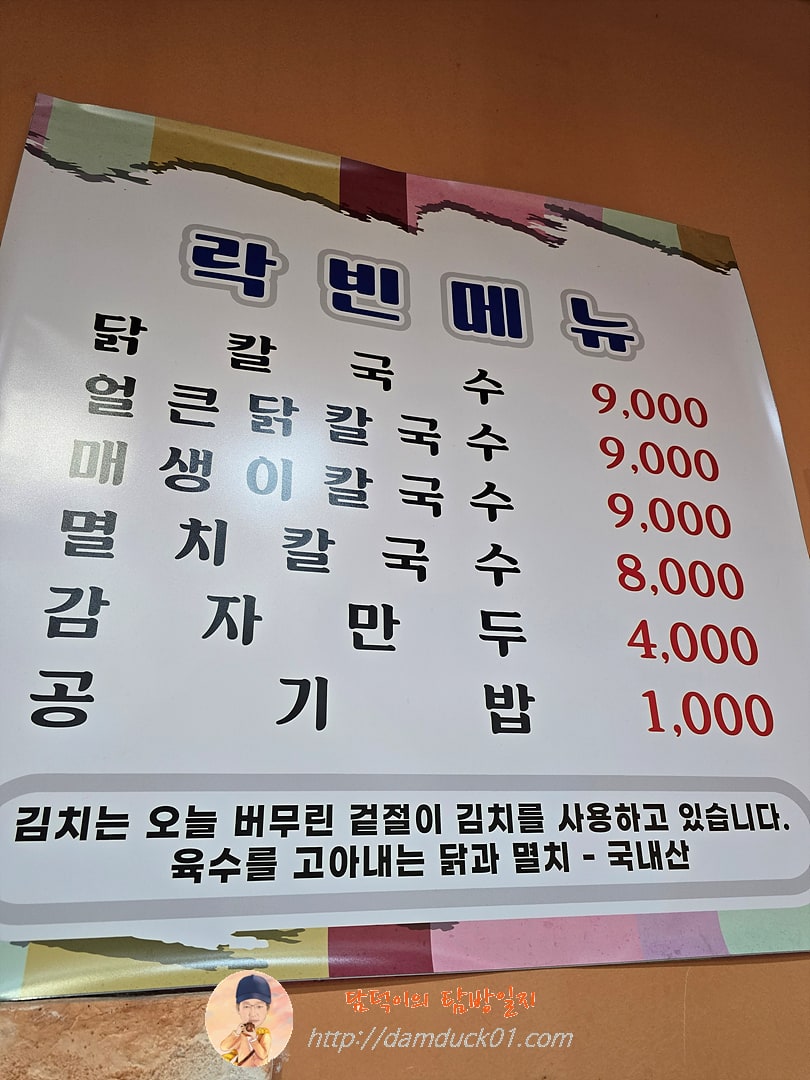 락빈메뉴
닭칼국수 9,000
얼큰닭칼국수 9,000
매생이칼국수 9,000
멸치칼국수 8,000
감자만두 4,000
공기밥 1,000
김치는 오늘 버무린 겉절이 김치를 사용하고 있습니다.
육수를 고아내는 닭과 멸치 - 국내산
담덕이의 탐방일지
http://damduck01.com